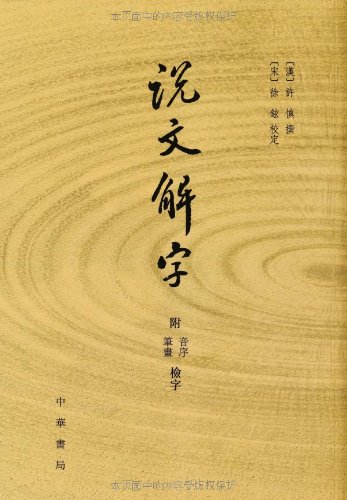 本页面中的内容受版权保护
[漢] 許慎 撰
[宋] 徐鉉 校定
说文解字
附 音序 筆畫 檢字
中華書局
本页面中的内容受版权保护